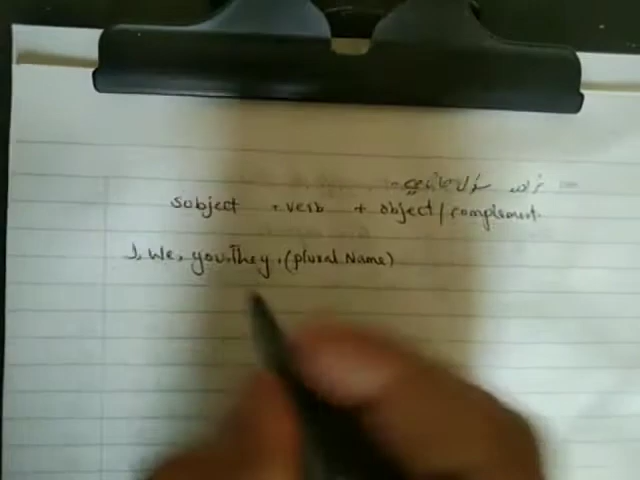 subject + verb + object/complement.
I, We, you, They, (plural Name)